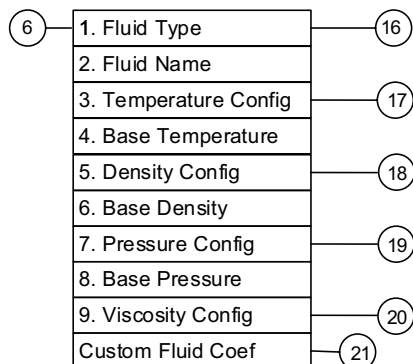 6 1. Fluid Type 16
2. Fluid Name
3. Temperature Config 17
4. Base Temperature
5. Density Config 18
6. Base Density
7. Pressure Config 19
8. Base Pressure
9. Viscosity Config 20
Custom Fluid Coef 21